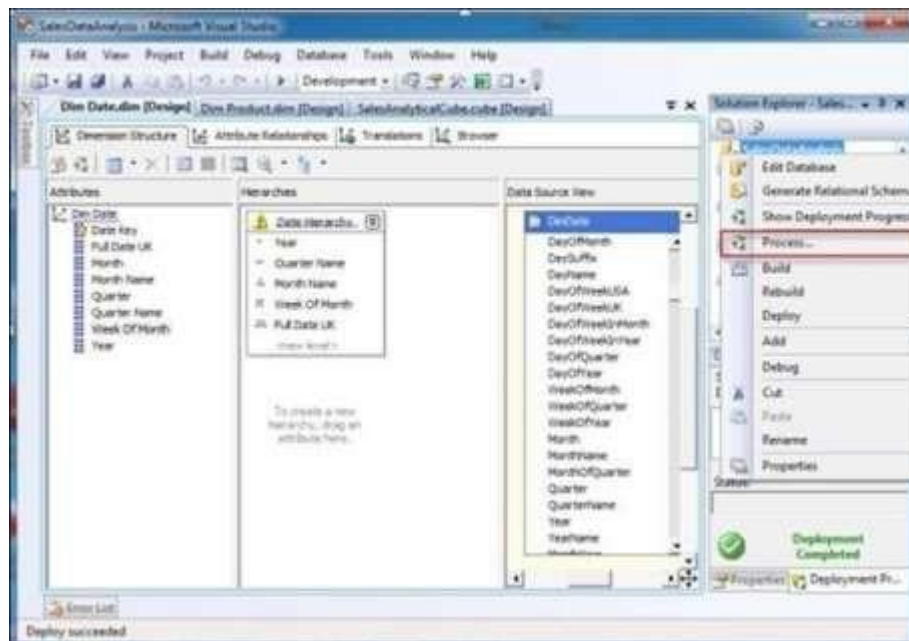 SalesDataAnalysis - Microsoft Visual Studio
File Edit View Project Build Debug Database Tools Window Help
Development
Dim Date.dim [Design] Dim Product.dim [Design] SalesAnalyticalCube.cube [Design]
Solution Explorer - Sales...
Toolbox
Dimension Structure Attribute Relationships Translations Browser
SalesDataAnalysis
Attributes
Dim Date
Date Key
Full Date UK
Month
Month Name
Quarter
Quarter Name
Week Of Month
Year
Hierarchies
Date Hierarchy
Year
Quarter Name
Month Name
Week Of Month
Full Date UK
<new level>
To create a new
hierarchy, drag an
attribute here.
Data Source View
DimDate
DayOfMonth
DaySuffix
DayName
DayOfWeekUSA
DayOfWeekUK
DayOfWeekInMonth
DayOfWeekInYear
DayOfQuarter
DayOfYear
WeekOfMonth
WeekOfQuarter
WeekOfYear
Month
MonthName
MonthOfQuarter
Quarter
QuarterName
Year
YearName
Edit Database
Generate Relational Schema
Show Deployment Progress
Process...
Build
Rebuild
Deploy
Add
Debug
Cut
Paste
Rename
Properties
Status:
Deployment
Completed
Properties Deployment Pr...
Error List
Deploy succeeded